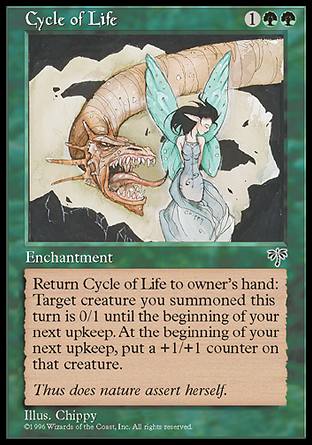 Cycle of Life 1
Enchantment
Return Cycle of Life to owner's hand:
Target creature you summoned this
turn is 0/1 until the beginning of your
next upkeep. At the beginning of your
next upkeep, put a +1/+1 counter on
that creature.
Thus does nature assert herself.
Illus. Chippy
©1996 Wizards of the Coast, Inc. All rights reserved.